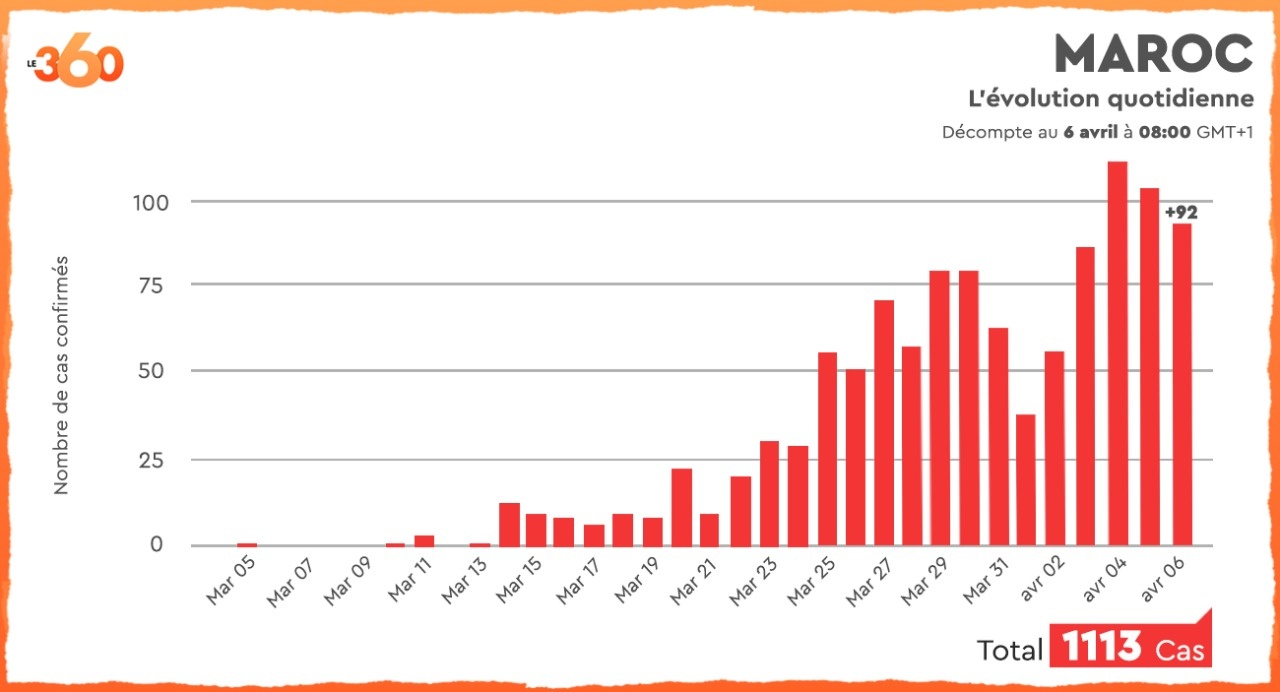 LE 360
MAROC
L'évolution quotidienne
Décompte au 6 avril à 08:00 GMT+1
Nombre de cas confirmés
100
75
50
25
0
+92
Mar 05
Mar 07
Mar 09
Mar 11
Mar 13
Mar 15
Mar 17
Mar 19
Mar 21
Mar 23
Mar 25
Mar 27
Mar 29
Mar 31
avr 02
avr 04
avr 06
Total 1113 Cas